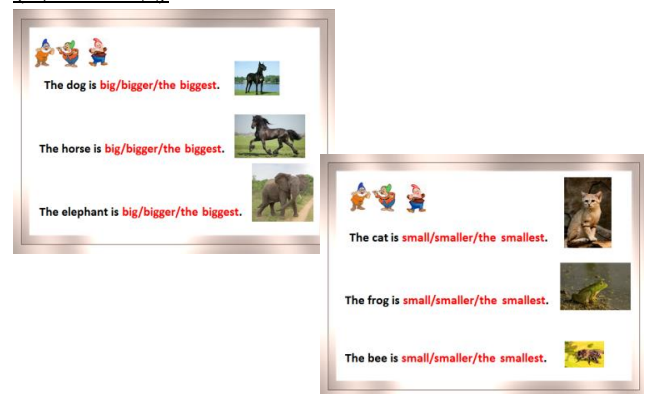 The dog is big/bigger/the biggest.
The horse is big/bigger/the biggest.
The elephant is big/bigger/the biggest.
The cat is small/smaller/the smallest.
The frog is small/smaller/the smallest.
The bee is small/smaller/the smallest.